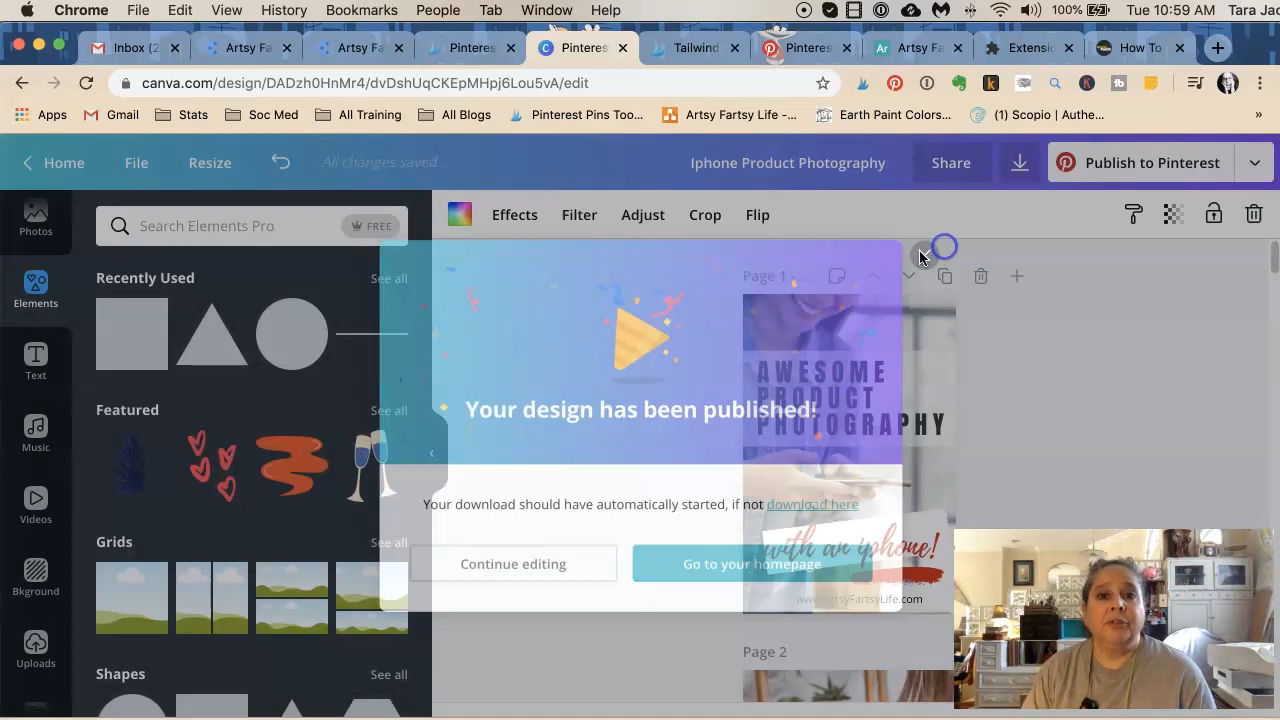 Chrome File Edit View History Bookmarks People Tab Window Help 100% Tue 10:59 AM Tara Jac
Inbox (2 Artsy Fa Artsy Fa Pinteres Pinteres Tailwind Pinteres Artsy Fa Extensio How To
canva.com/design/DADzh0HnMr4/dvDshUqCKEpMHpj6Lou5vA/edit
Apps Gmail Stats Soc Med All Training All Blogs Pinterest Pins Too... Artsy Fartsy Life -... Earth Paint Colors... (1) Scopio | Authe... »
Home File Resize All changes saved Iphone Product Photography Share Publish to Pinterest
Photos
Search Elements Pro FREE
Effects Filter Adjust Crop Flip
Elements
Recently Used See all
Page 1 -
Text
AWESOME
PRODUCT
PHOTOGRAPHY
Your design has been published!
Featured See all
Music
Your download should have automatically started, if not download here
Videos
Grids See all
with an iphone!
Continue editing Go to your homepage
www.ArtsyFartsyLife.com
Bkground
Uploads
Page 2
Shapes See all